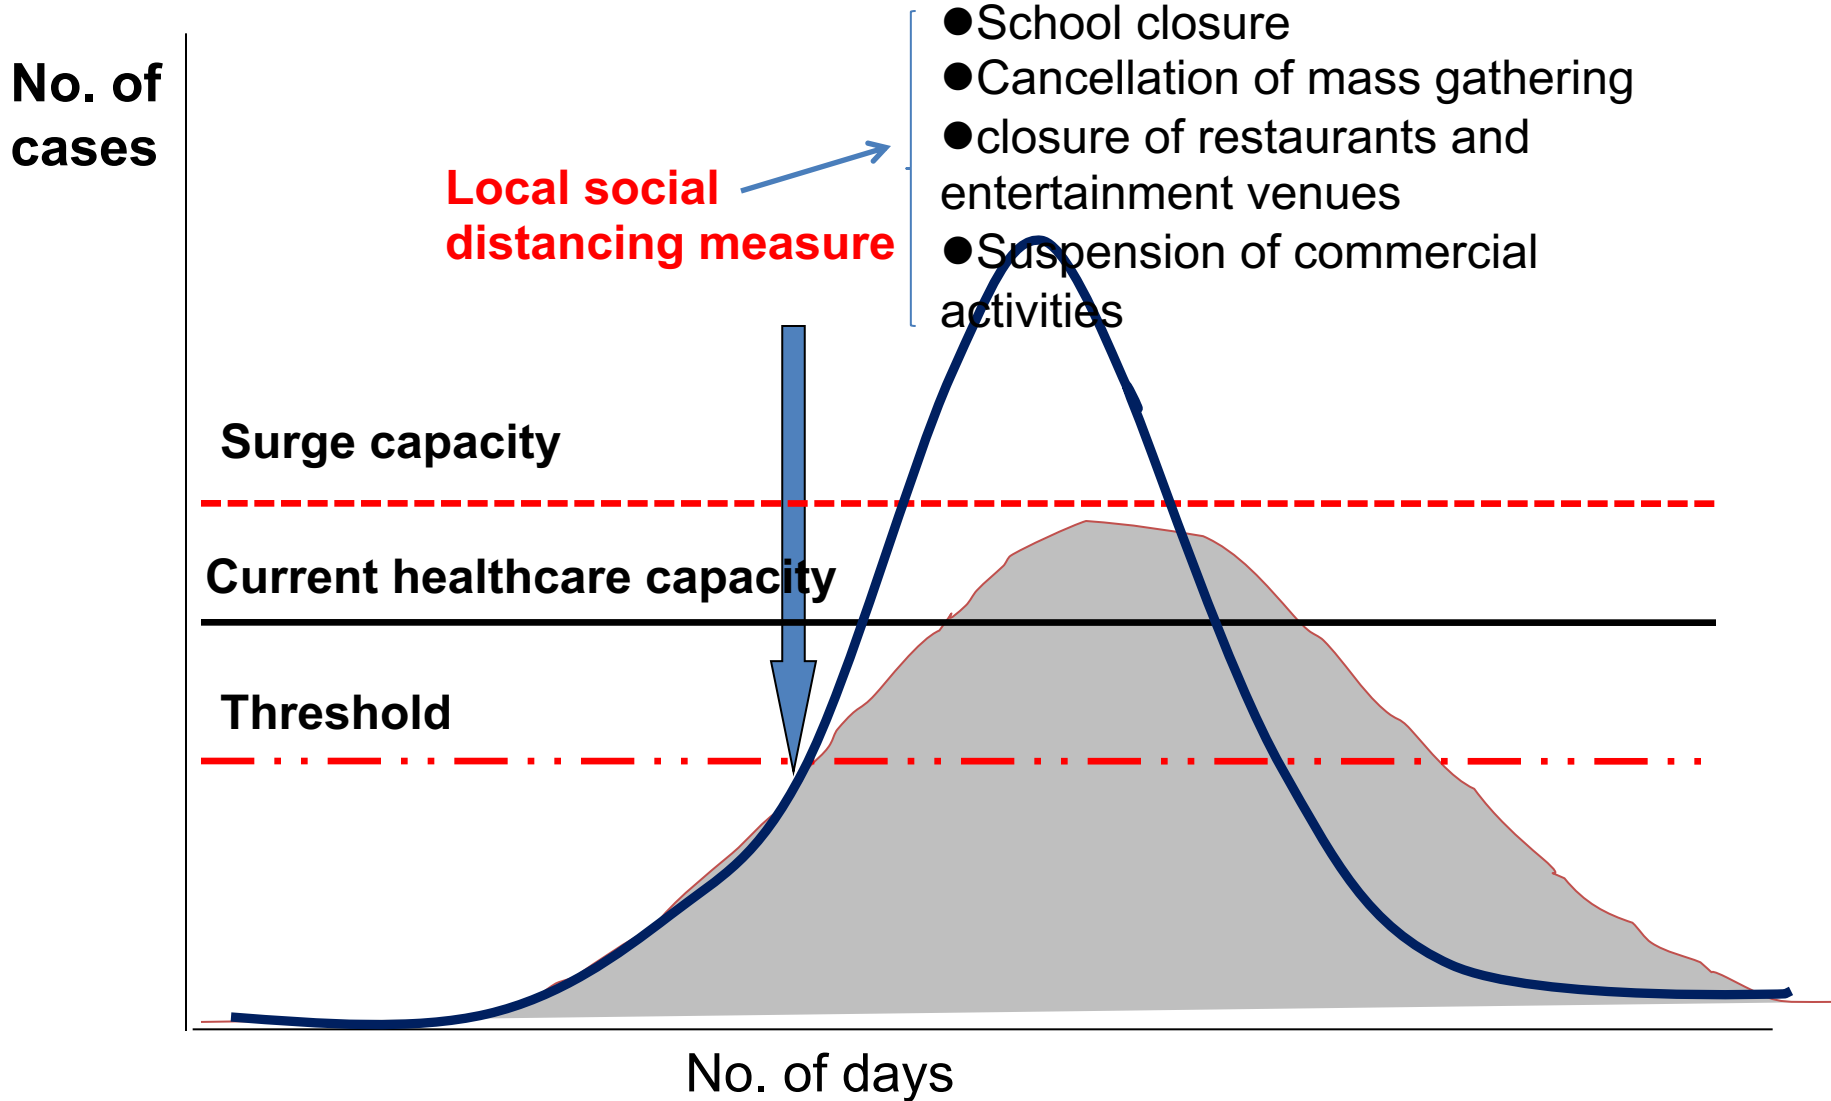 No. of
cases
●School closure
●Cancellation of mass gathering
●closure of restaurants and
entertainment venues
●Suspension of commercial
activities
Local social
distancing measure
Surge capacity
Current healthcare capacity
Threshold
No. of days